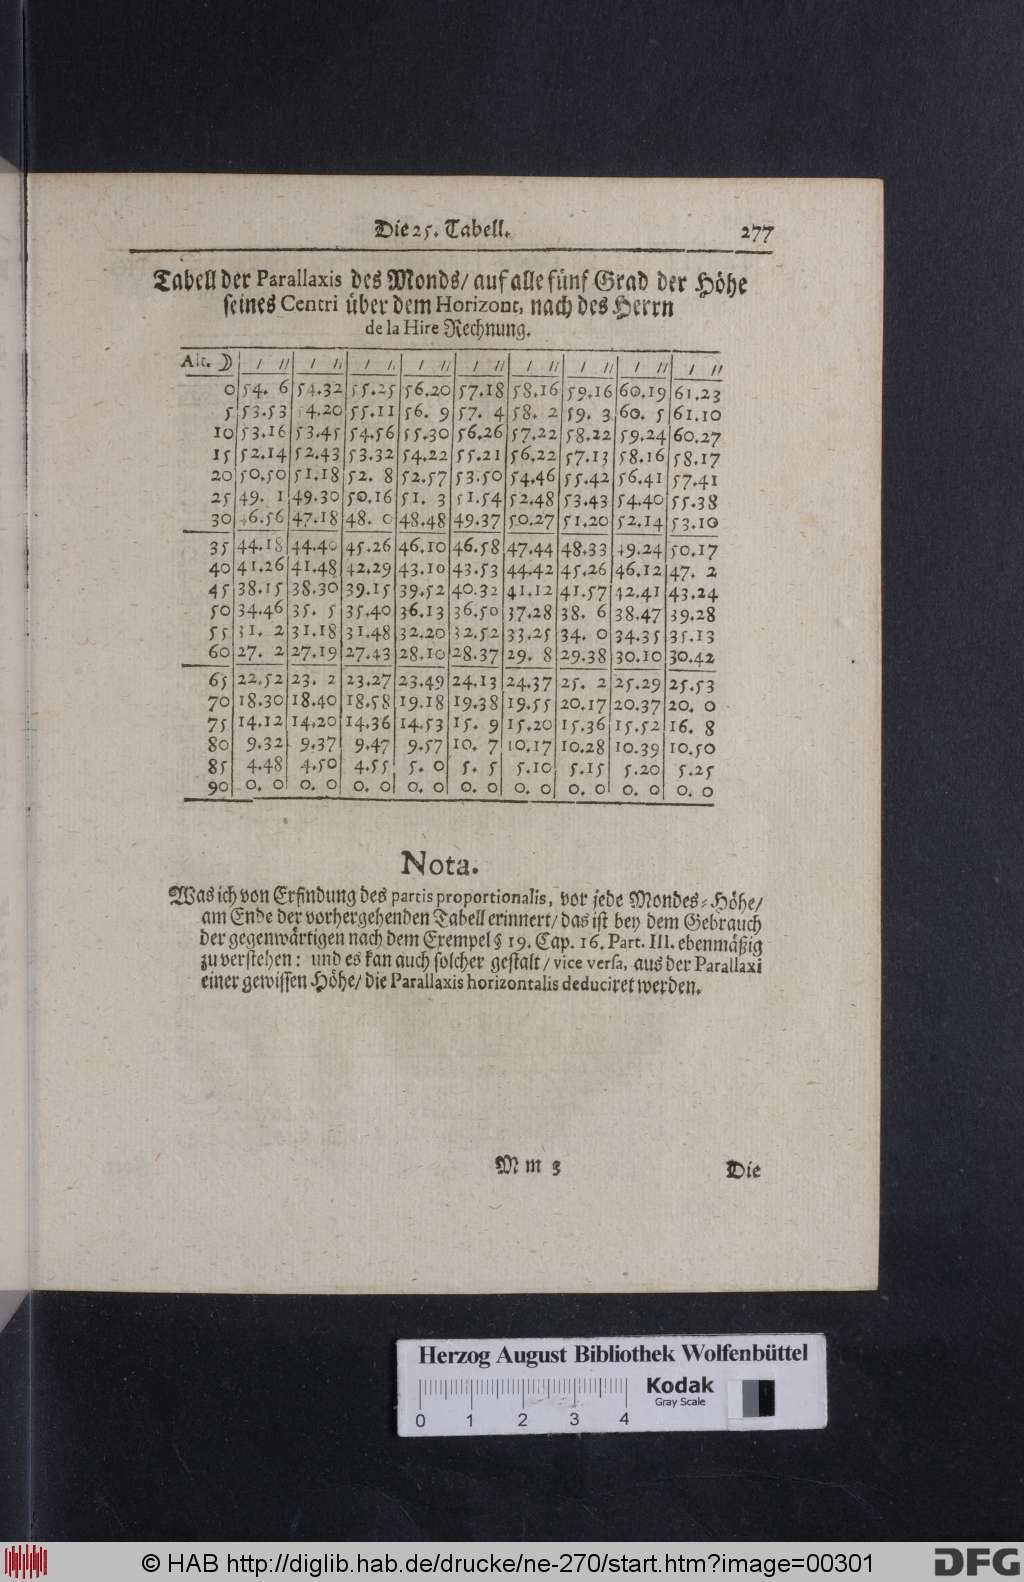 Die 25. Tabell. 277
Tabell der Parallaxis des Monds/ auf alle fünf Grad der Höhe
seines Centri über dem Horizont, nach des Herrn
de la Hire Rechnung.
Alt. ☽ ′ ″ ′ ″ ′ ″ ′ ″ ′ ″ ′ ″ ′ ″ ′ ″ ′ ″
0 54. 6 54.32 55.25 56.20 57.18 58.16 59.16 60.19 61.23
5 53.53 54.20 55.11 56. 9 57. 4 58. 2 59. 3 60. 5 61.10
10 53.16 53.45 54.56 55.30 56.26 57.22 58.22 59.24 60.27
15 52.14 52.43 53.32 54.22 55.21 56.22 57.13 58.16 58.17
20 50.50 51.18 52. 8 52.57 53.50 54.46 55.42 56.41 57.41
25 49. 1 49.30 50.16 51. 3 51.54 52.48 53.43 54.40 55.38
30 46.56 47.18 48. 0 48.48 49.37 50.27 51.20 52.14 53.10
35 44.18 44.40 45.26 46.10 46.58 47.44 48.33 49.24 50.17
40 41.26 41.48 42.29 43.10 43.53 44.42 45.26 46.12 47. 2
45 38.15 38.30 39.15 39.52 40.32 41.12 41.57 42.41 43.24
50 34.46 35. 5 35.40 36.13 36.50 37.28 38. 6 38.47 39.28
55 31. 2 31.18 31.48 32.20 32.52 33.25 34. 0 34.35 35.13
60 27. 2 27.19 27.43 28.10 28.37 29. 8 29.38 30.10 30.42
65 22.52 23. 2 23.27 23.49 24.13 24.37 25. 2 25.29 25.53
70 18.30 18.40 18.58 19.18 19.38 19.55 20.17 20.37 20. 0
75 14.12 14.20 14.36 14.53 15. 9 15.20 15.36 15.52 16. 8
80 9.32 9.37 9.47 9.57 10. 7 10.17 10.28 10.39 10.50
85 4.48 4.50 4.55 5. 0 5. 5 5.10 5.15 5.20 5.25
90 0. 0 0. 0 0. 0 0. 0 0. 0 0. 0 0. 0 0. 0 0. 0
Nota.
Was ich von Erfindung des partis proportionalis, vor jede Mondes-Höhe/
am Ende der vorhergehenden Tabell erinnert/ das ist bey dem Gebrauch
der gegenwärtigen nach dem Exempel § 19. Cap. 16. Part. III. ebenmäßig
zu verstehen: und es kan auch solcher gestalt/ vice versa, aus der Parallaxi
einer gewissen Höhe/ die Parallaxis horizontalis deduciret werden.
M m 3 Die
Herzog August Bibliothek Wolfenbüttel
Kodak
Gray Scale
0 1 2 3 4
© HAB http://diglib.hab.de/drucke/ne-270/start.htm?image=00301
DFG